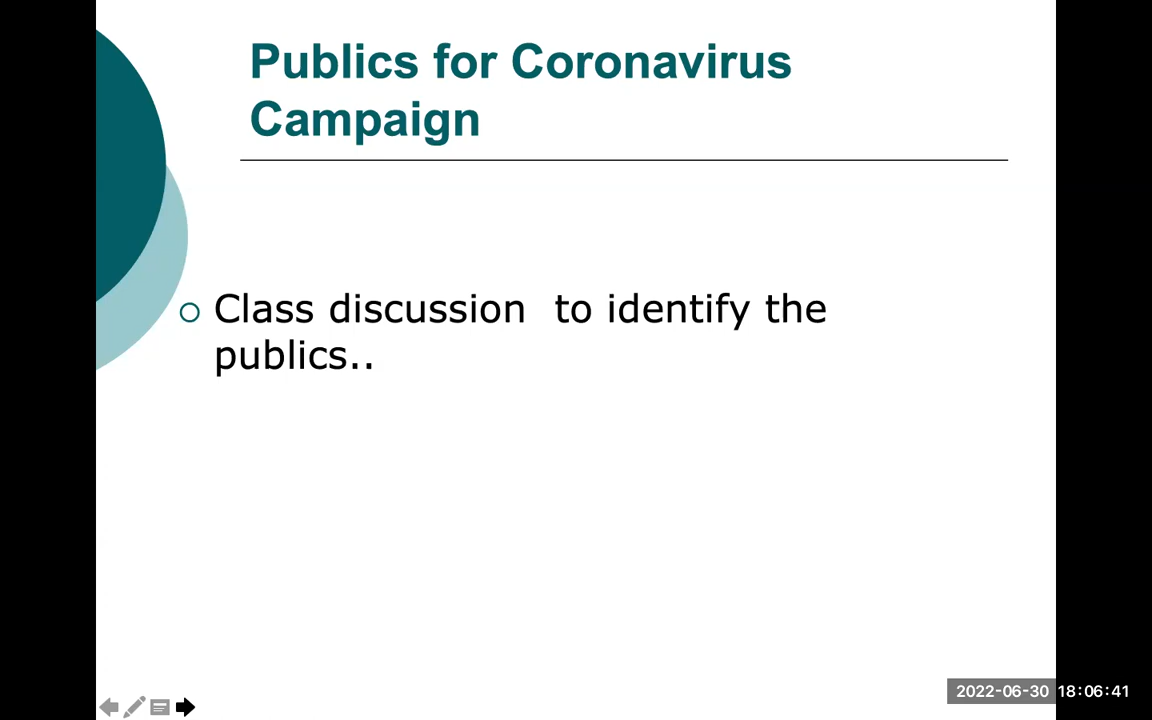 Publics for Coronavirus
Campaign
Class discussion  to identify the
publics..
2022-06-30 18:06:41